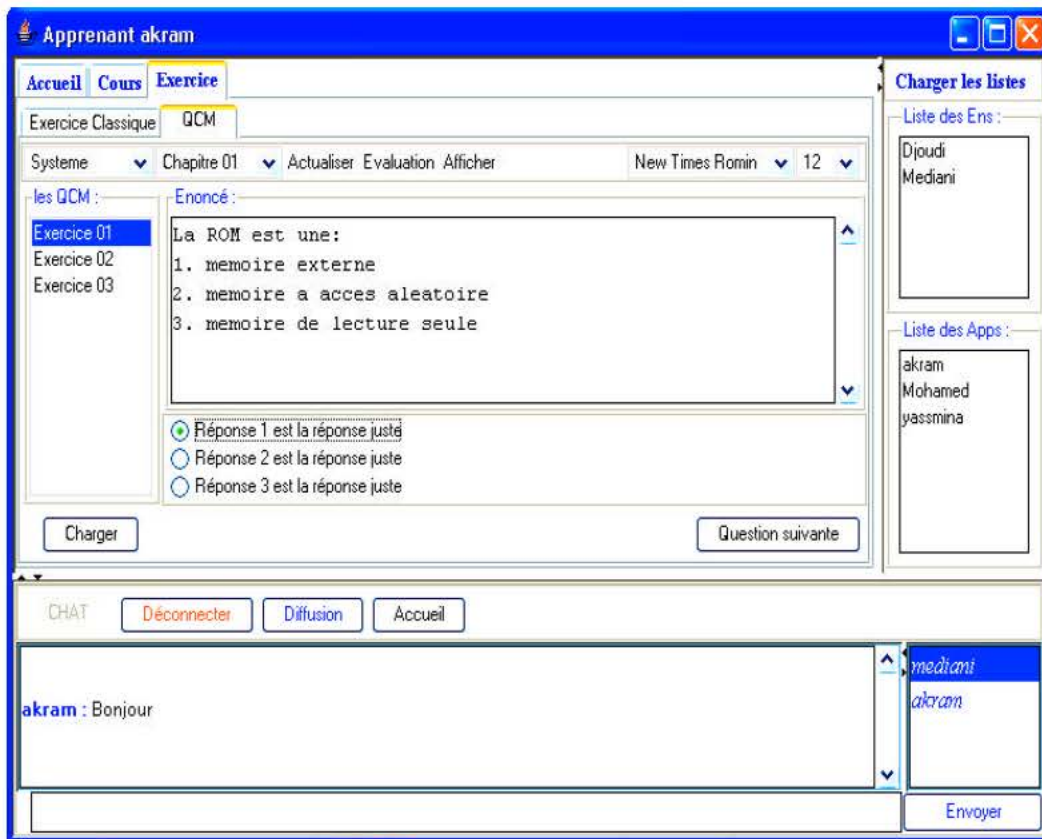 Apprenant akram
Accueil Cours Exercice
Exercice Classique QCM
Systeme Chapitre 01 Actualiser Evaluation Afficher New Times Romin 12
les QCM :
Exercice 01
Exercice 02
Exercice 03
Enoncé :
La ROM est une:
1. memoire externe
2. memoire a acces aleatoire
3. memoire de lecture seule
Réponse 1 est la réponse juste
Réponse 2 est la réponse juste
Réponse 3 est la réponse juste
Charger
Question suivante
Charger les listes
Liste des Ens :
Djoudi
Mediani
Liste des Apps :
akram
Mohamed
yassmina
CHAT Déconnecter Diffusion Accueil
akram : Bonjour
mediani
akram
Envoyer